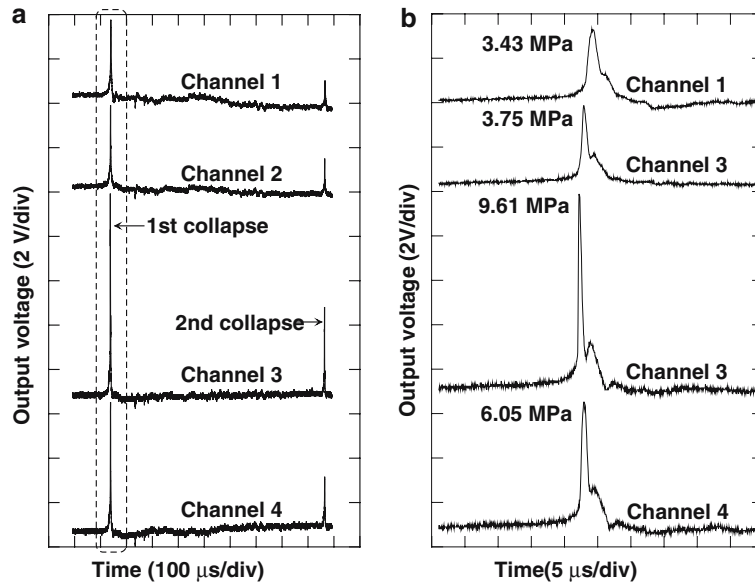 a
Output voltage (2 V/div)
Channel 1
Channel 2
1st collapse
2nd collapse
Channel 3
Channel 4
Time (100 μs/div)
b
Output voltage (2V/div)
3.43 MPa
Channel 1
3.75 MPa
Channel 3
9.61 MPa
Channel 3
6.05 MPa
Channel 4
Time(5 μs/div)